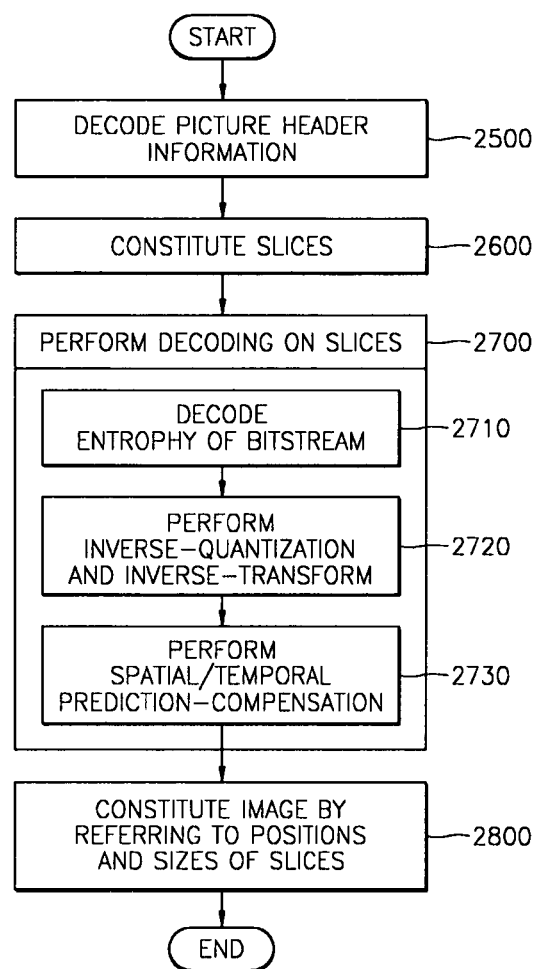 START
DECODE PICTURE HEADER
INFORMATION
2500
CONSTITUTE SLICES
2600
PERFORM DECODING ON SLICES
2700
DECODE
ENTROPHY OF BITSTREAM
2710
PERFORM
INVERSE-QUANTIZATION
AND INVERSE-TRANSFORM
2720
PERFORM
SPATIAL/TEMPORAL
PREDICTION-COMPENSATION
2730
CONSTITUTE IMAGE BY
REFERRING TO POSITIONS
AND SIZES OF SLICES
2800
END